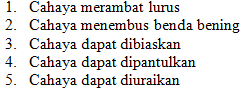 1. Cahaya merambat lurus
2. Cahaya menembus benda bening
3. Cahaya dapat dibiaskan
4. Cahaya dapat dipantulkan
5. Cahaya dapat diuraikan